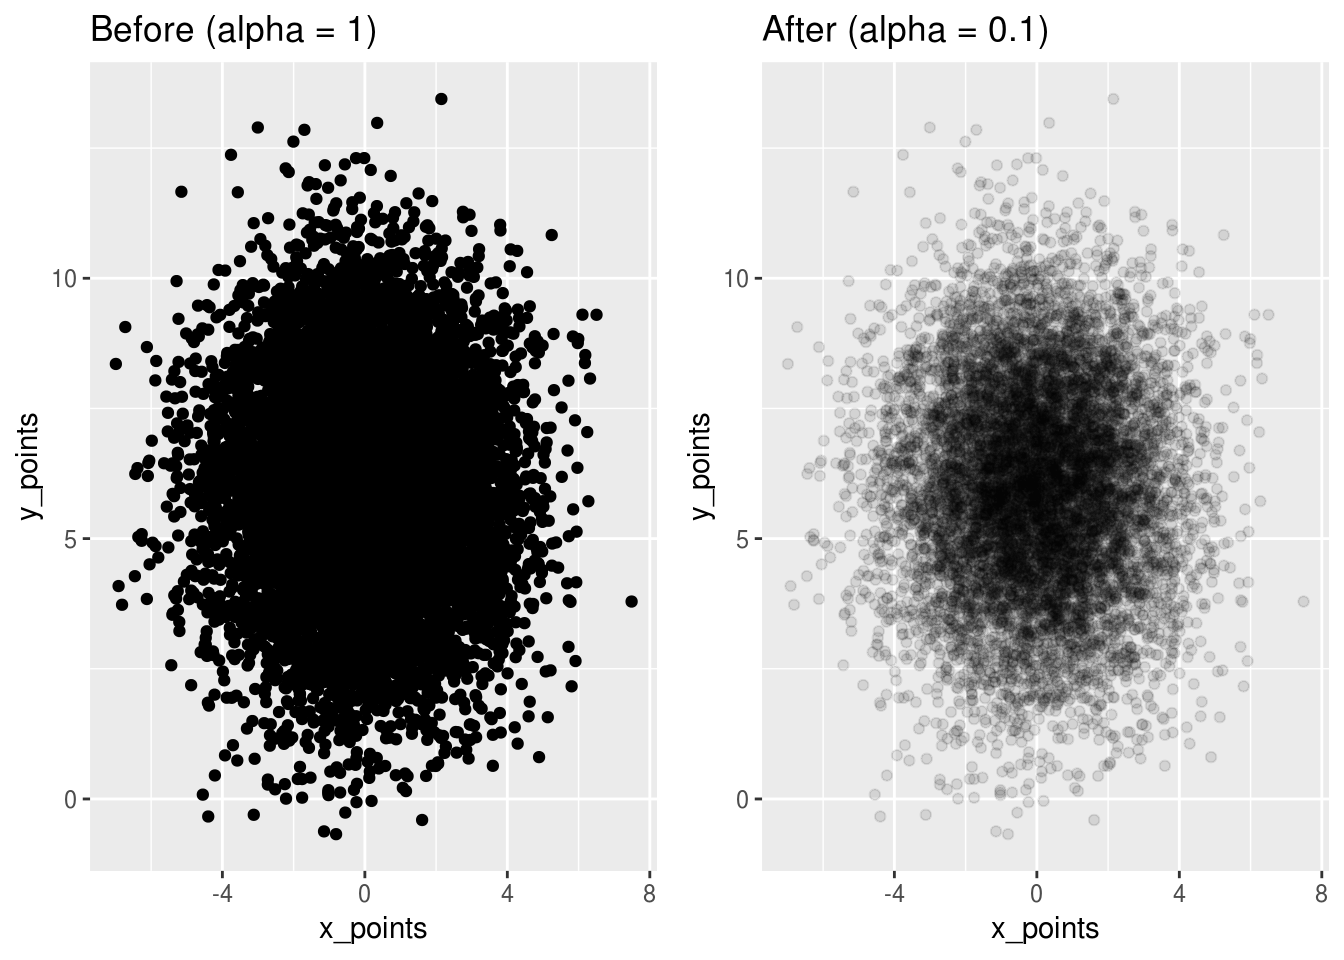 Before (alpha = 1)
y_points
10
5
0
-4 0 4 8
x_points
After (alpha = 0.1)
y_points
10
5
0
-4 0 4 8
x_points